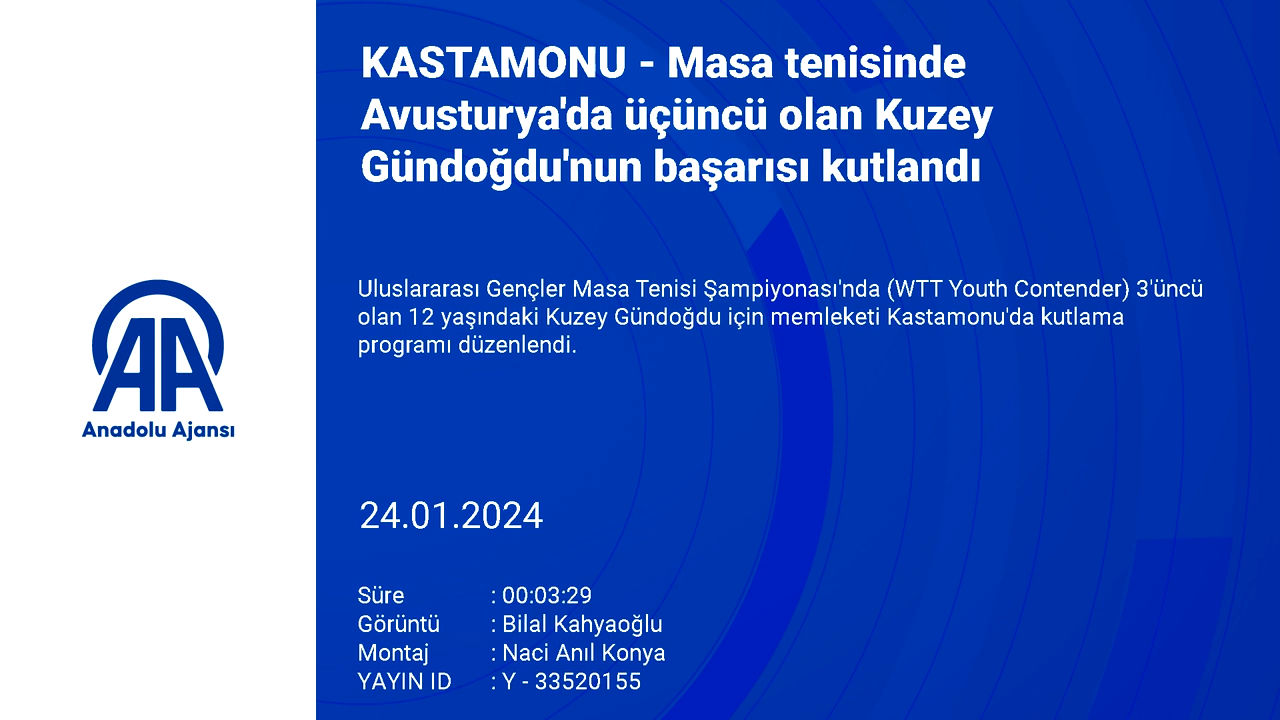 KASTAMONU - Masa tenisinde
Avusturya'da üçüncü olan Kuzey
Gündoğdu'nun başarısı kutlandı
Uluslararası Gençler Masa Tenisi Şampiyonası'nda (WTT Youth Contender) 3'üncü
olan 12 yaşındaki Kuzey Gündoğdu için memleketi Kastamonu'da kutlama
programı düzenlendi.
AA
Anadolu Ajansı
24.01.2024
Süre : 00:03:29
Görüntü : Bilal Kahyaoğlu
Montaj : Naci Anıl Konya
YAYIN ID : Y - 33520155